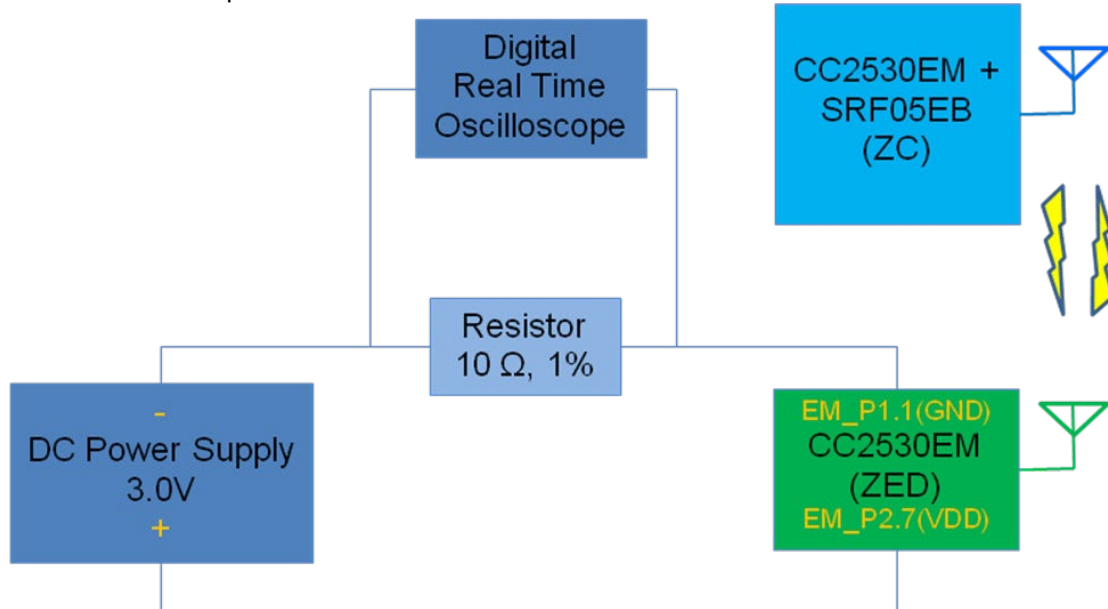 Digital
Real Time
Oscilloscope
CC2530EM +
SRF05EB
(ZC)
Resistor
10 Ω, 1%
-
DC Power Supply
3.0V
+
EM_P1.1(GND)
CC2530EM
(ZED)
EM_P2.7(VDD)